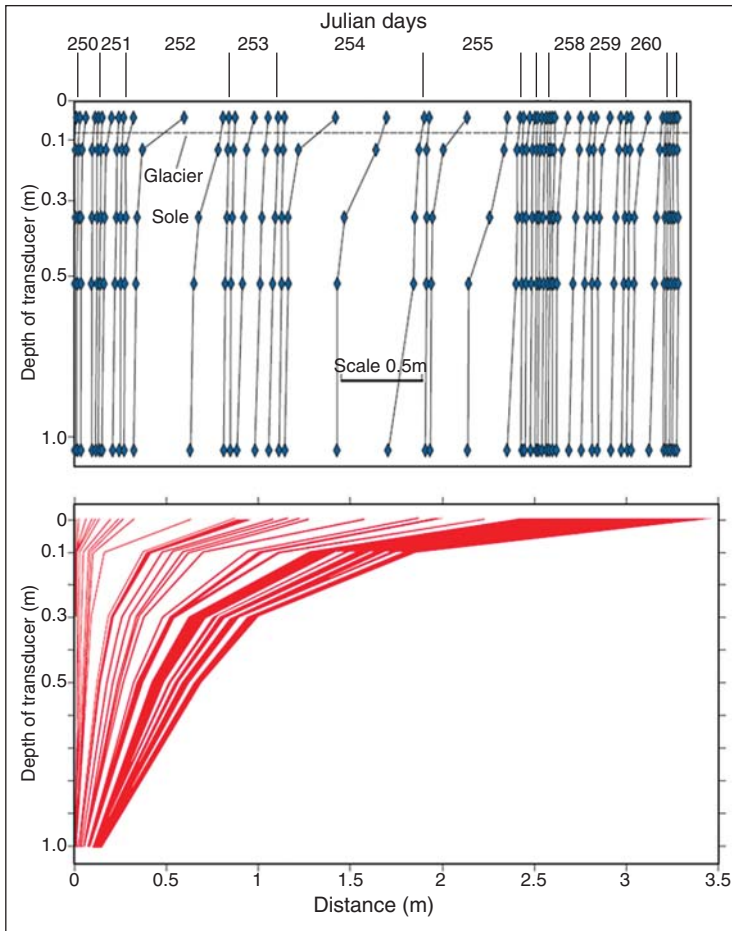 Julian days
250 251 252 253 254 255 258 259 260
0
0.1
Glacier
0.3
Sole
0.5
Scale 0.5m
1.0
Depth of transducer (m)
0
0.1
0.3
0.5
1.0
Depth of transducer (m)
0 0.5 1 1.5 2 2.5 3 3.5
Distance (m)